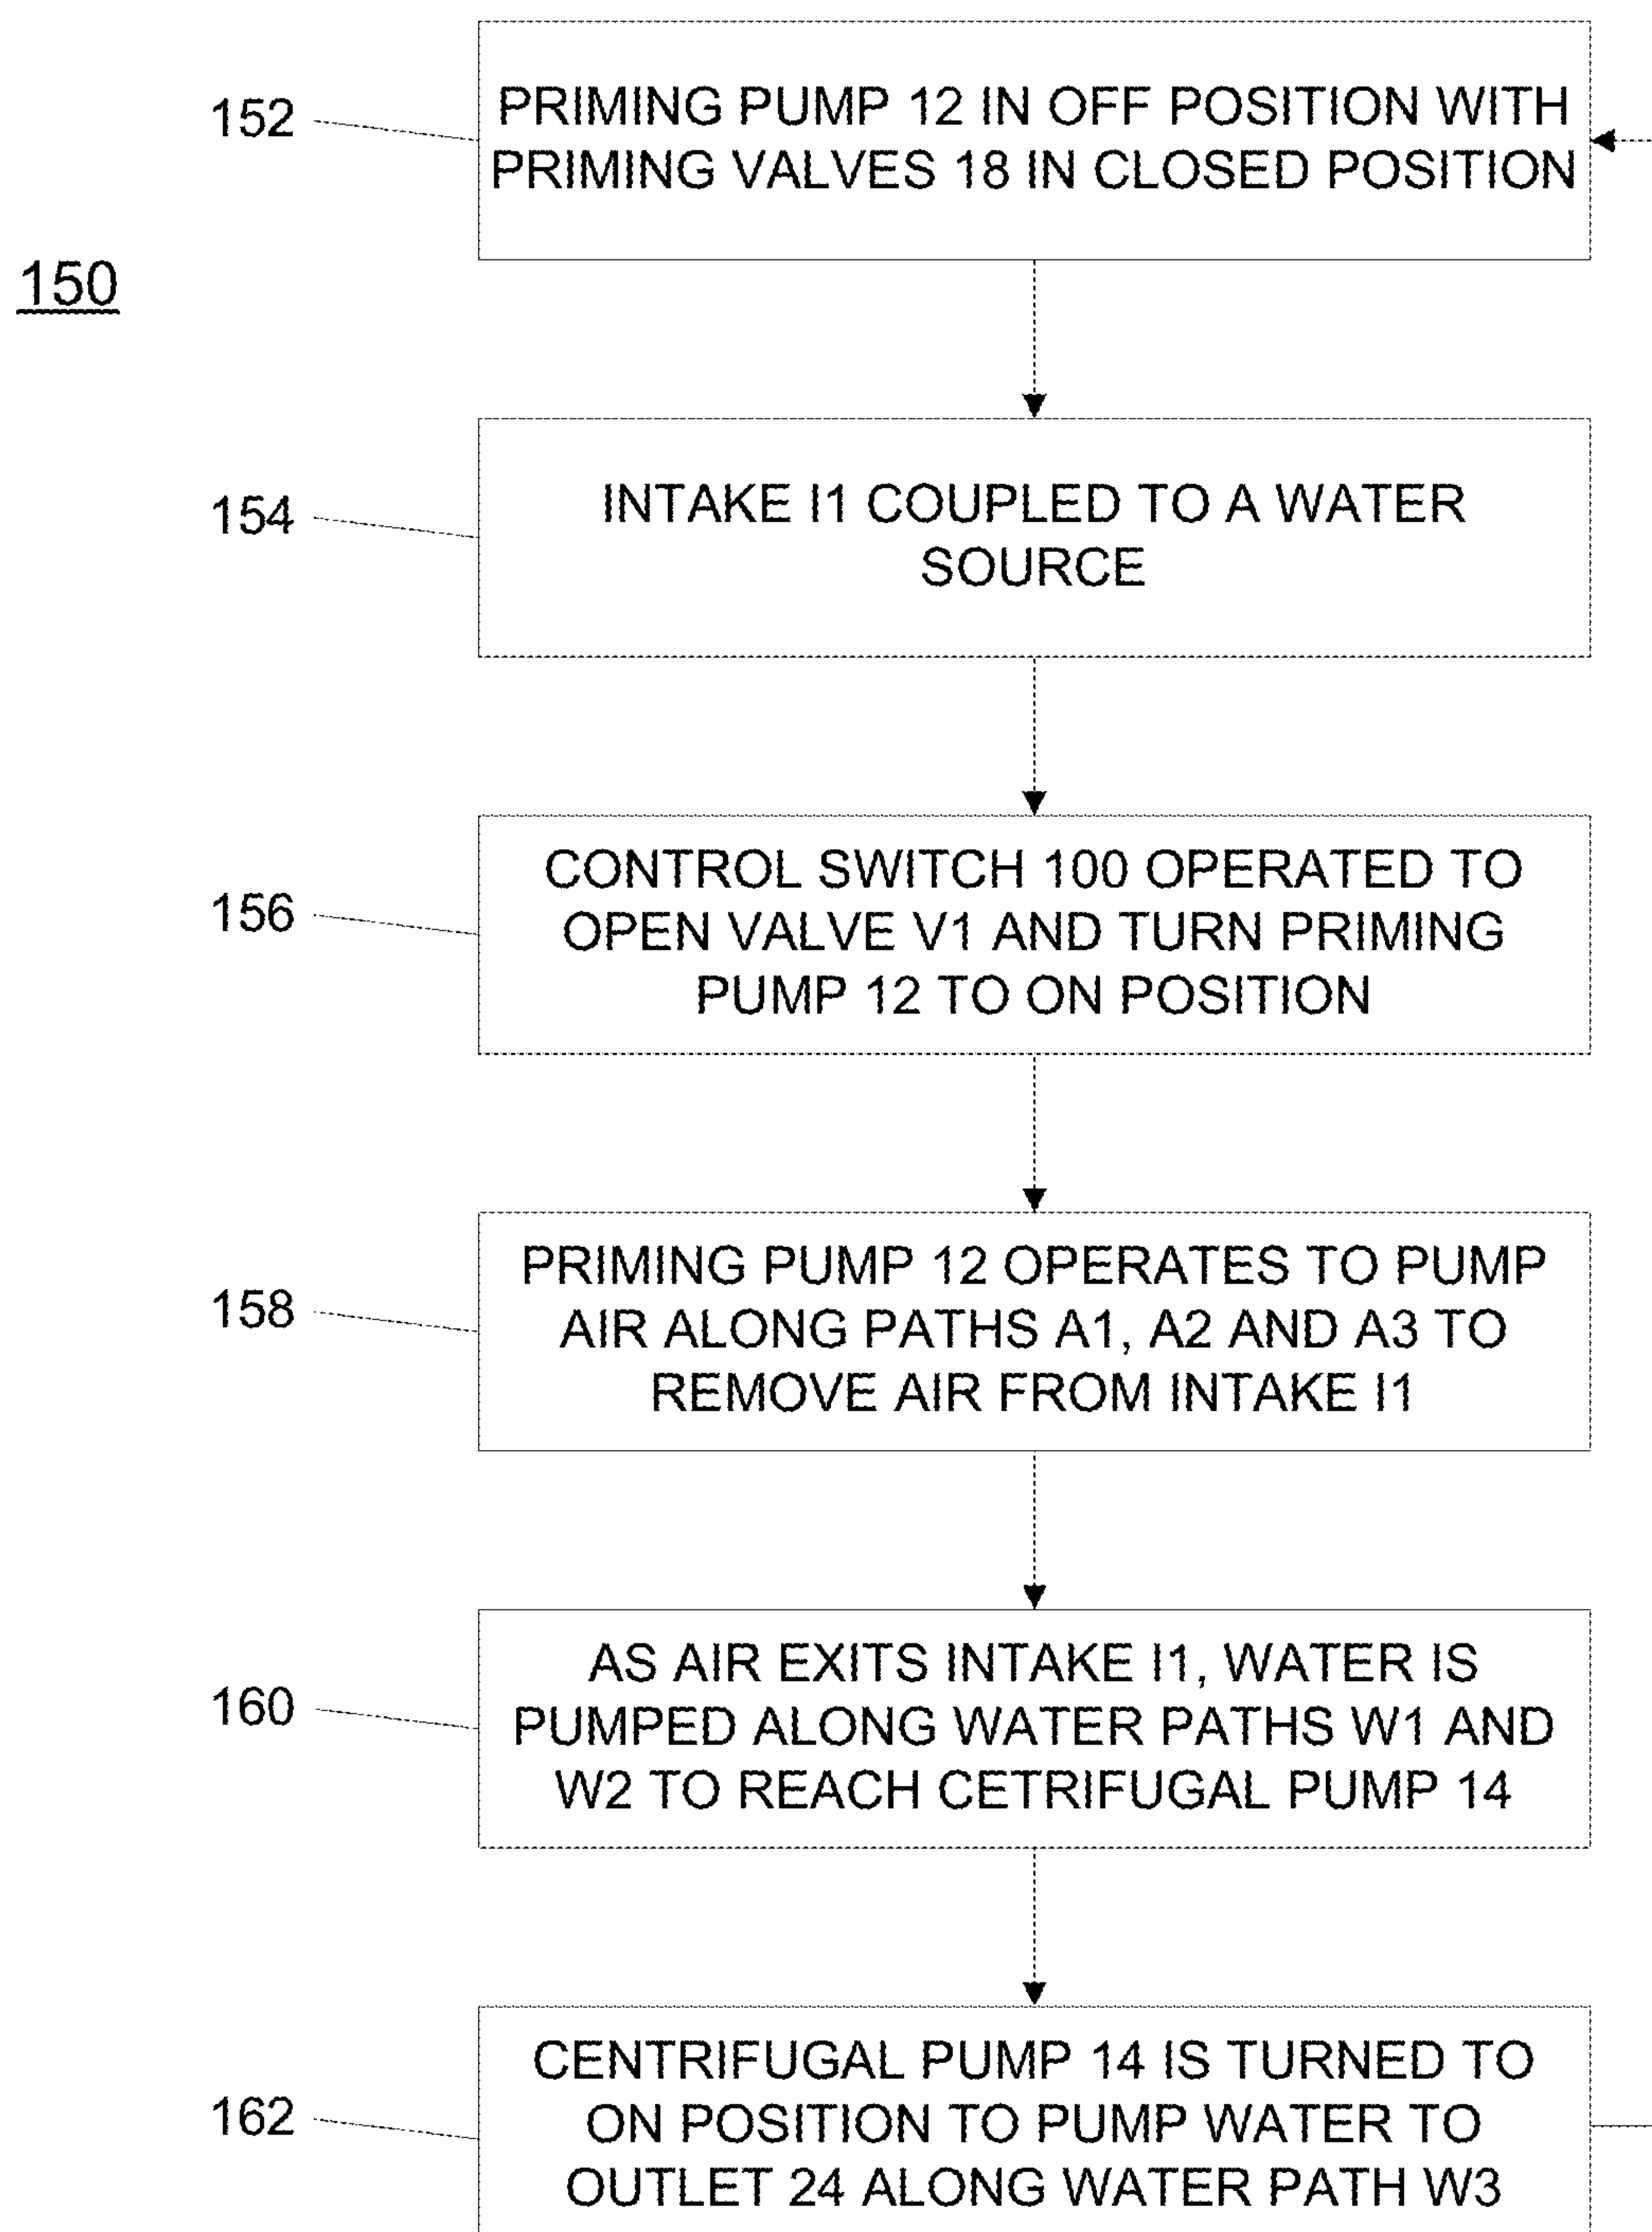 152
PRIMING PUMP 12 IN OFF POSITION WITH
PRIMING VALVES 18 IN CLOSED POSITION
150
154
INTAKE I1 COUPLED TO A WATER
SOURCE
156
CONTROL SWITCH 100 OPERATED TO
OPEN VALVE V1 AND TURN PRIMING
PUMP 12 TO ON POSITION
158
PRIMING PUMP 12 OPERATES TO PUMP
AIR ALONG PATHS A1, A2 AND A3 TO
REMOVE AIR FROM INTAKE I1
160
AS AIR EXITS INTAKE I1, WATER IS
PUMPED ALONG WATER PATHS W1 AND
W2 TO REACH CETRIFUGAL PUMP 14
162
CENTRIFUGAL PUMP 14 IS TURNED TO
ON POSITION TO PUMP WATER TO
OUTLET 24 ALONG WATER PATH W3